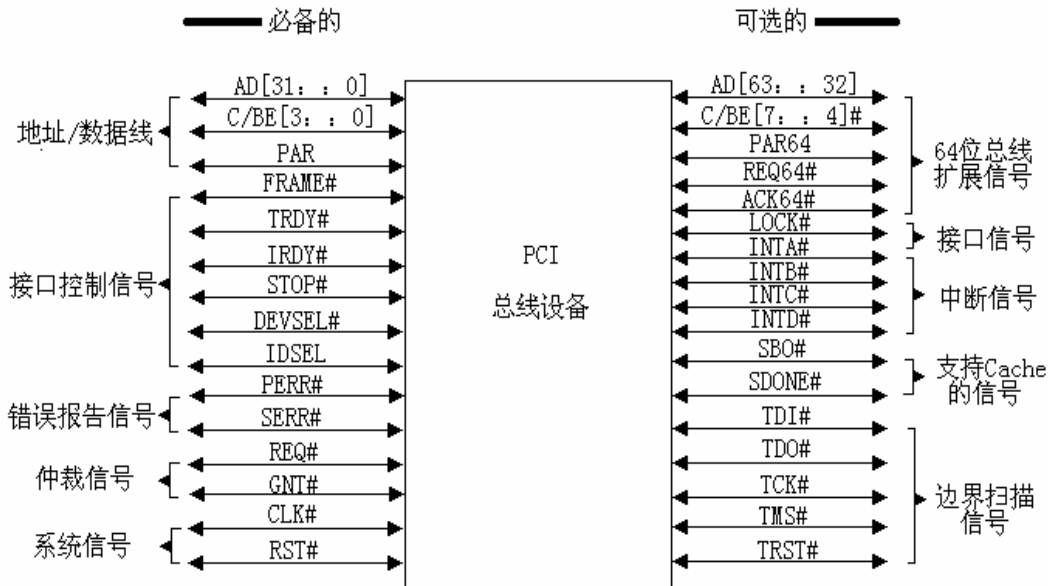 必备的
可选的
地址/数据线
AD[31: : 0]
C/BE[3: : 0]
PAR
接口控制信号
FRAME#
TRDY#
IRDY#
STOP#
DEVSEL#
IDSEL
错误报告信号
PERR#
SERR#
仲裁信号
REQ#
GNT#
系统信号
CLK#
RST#
PCI
总线设备
AD[63: : 32]
C/BE[7: : 4]#
PAR64
REQ64#
ACK64#
64位总线
扩展信号
LOCK#
接口信号
INTA#
INTB#
INTC#
INTD#
中断信号
SBO#
SDONE#
支持Cache
的信号
TDI#
TDO#
TCK#
TMS#
TRST#
边界扫描
信号